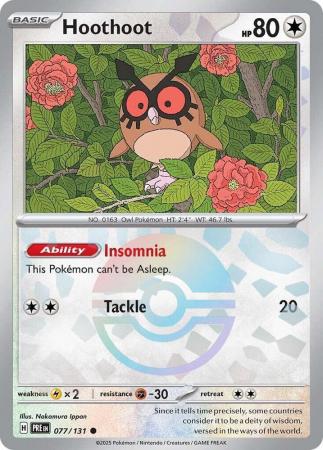 BASIC
Hoothoot
HP 80
NO. 0163 Owl Pokémon HT: 2'4" WT: 46.7 lbs.
Ability Insomnia
This Pokémon can't be Asleep.
Tackle 20
weakness × 2 resistance -30 retreat
Illus. Nakamura Ippan
H PRE EN 077/131
Since it tells time precisely, some countries
consider it to be a deity of wisdom,
versed in the ways of the world.
©2025 Pokémon / Nintendo / Creatures / GAME FREAK